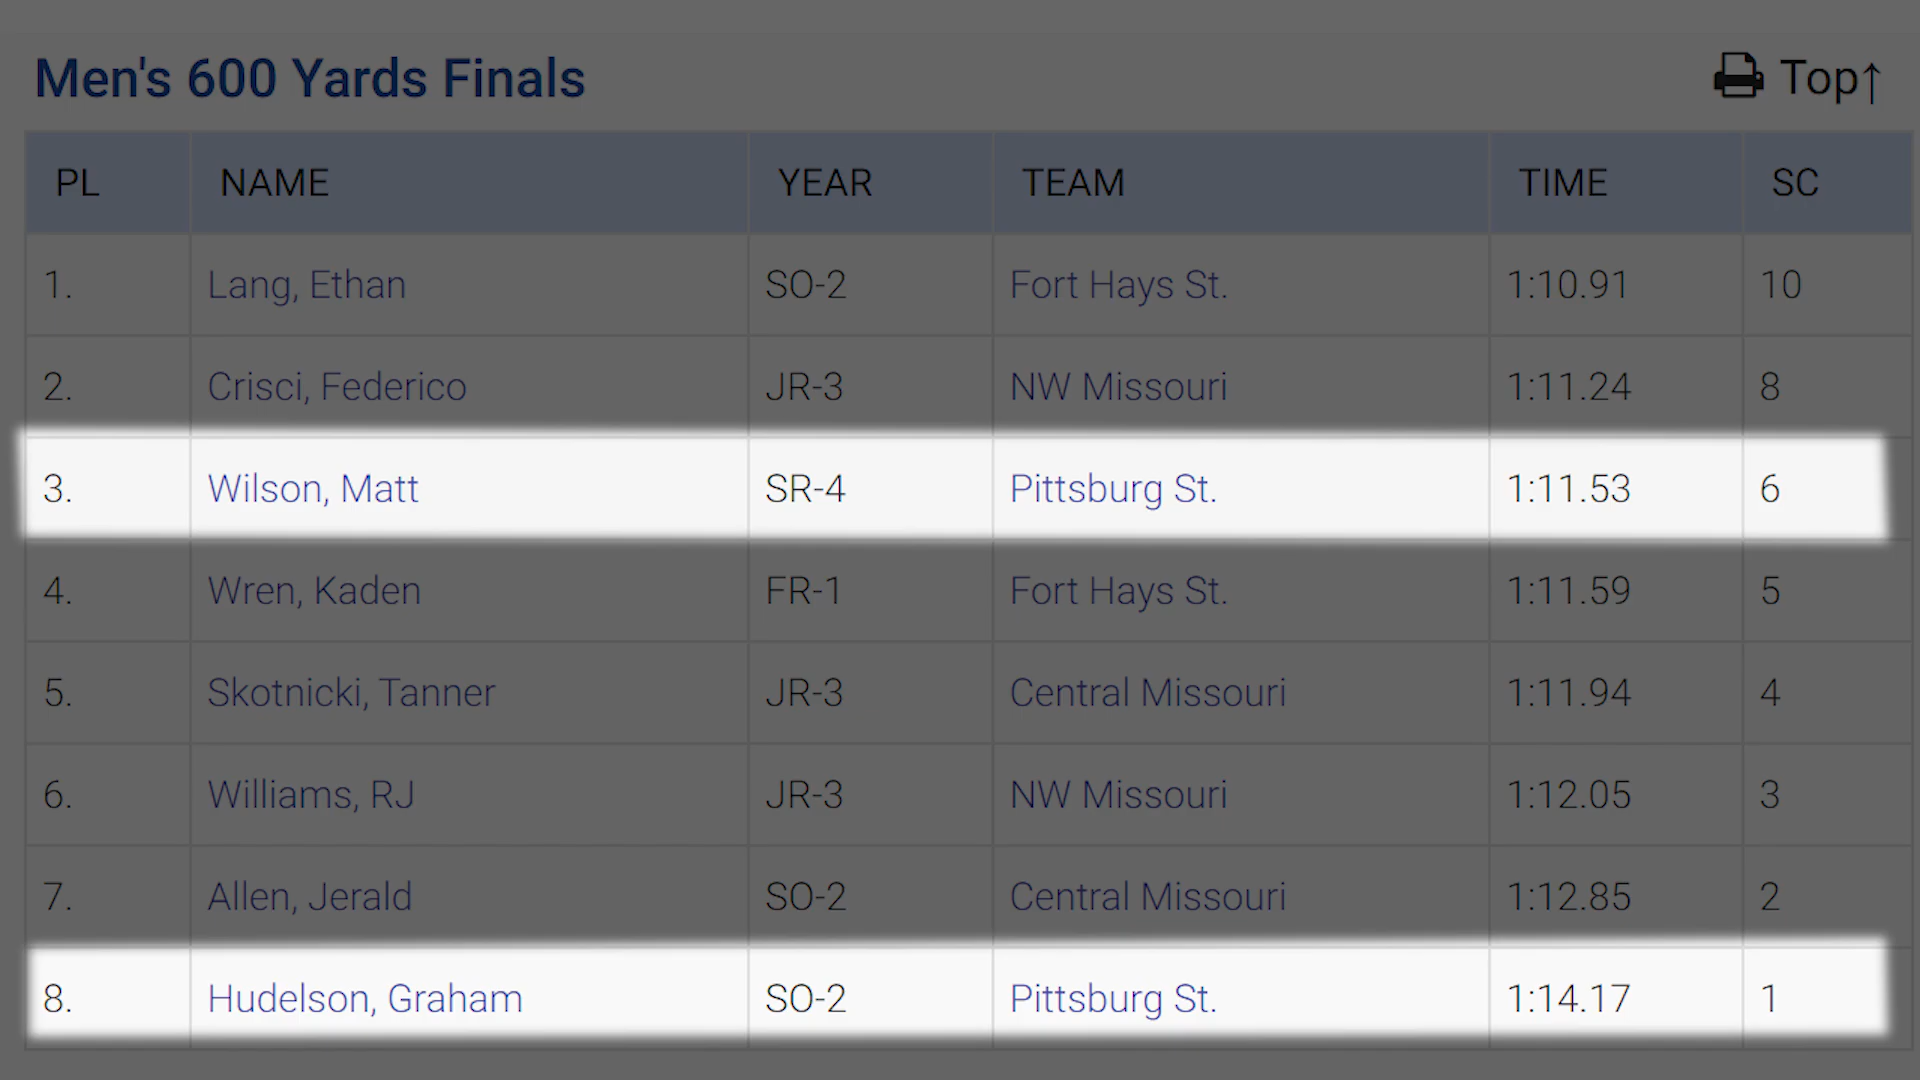 Men's 600 Yards Finals Top↑
PL NAME YEAR TEAM TIME SC
1. Lang, Ethan SO-2 Fort Hays St. 1:10.91 10
2. Crisci, Federico JR-3 NW Missouri 1:11.24 8
3. Wilson, Matt SR-4 Pittsburg St. 1:11.53 6
4. Wren, Kaden FR-1 Fort Hays St. 1:11.59 5
5. Skotnicki, Tanner JR-3 Central Missouri 1:11.94 4
6. Williams, RJ JR-3 NW Missouri 1:12.05 3
7. Allen, Jerald SO-2 Central Missouri 1:12.85 2
8. Hudelson, Graham SO-2 Pittsburg St. 1:14.17 1